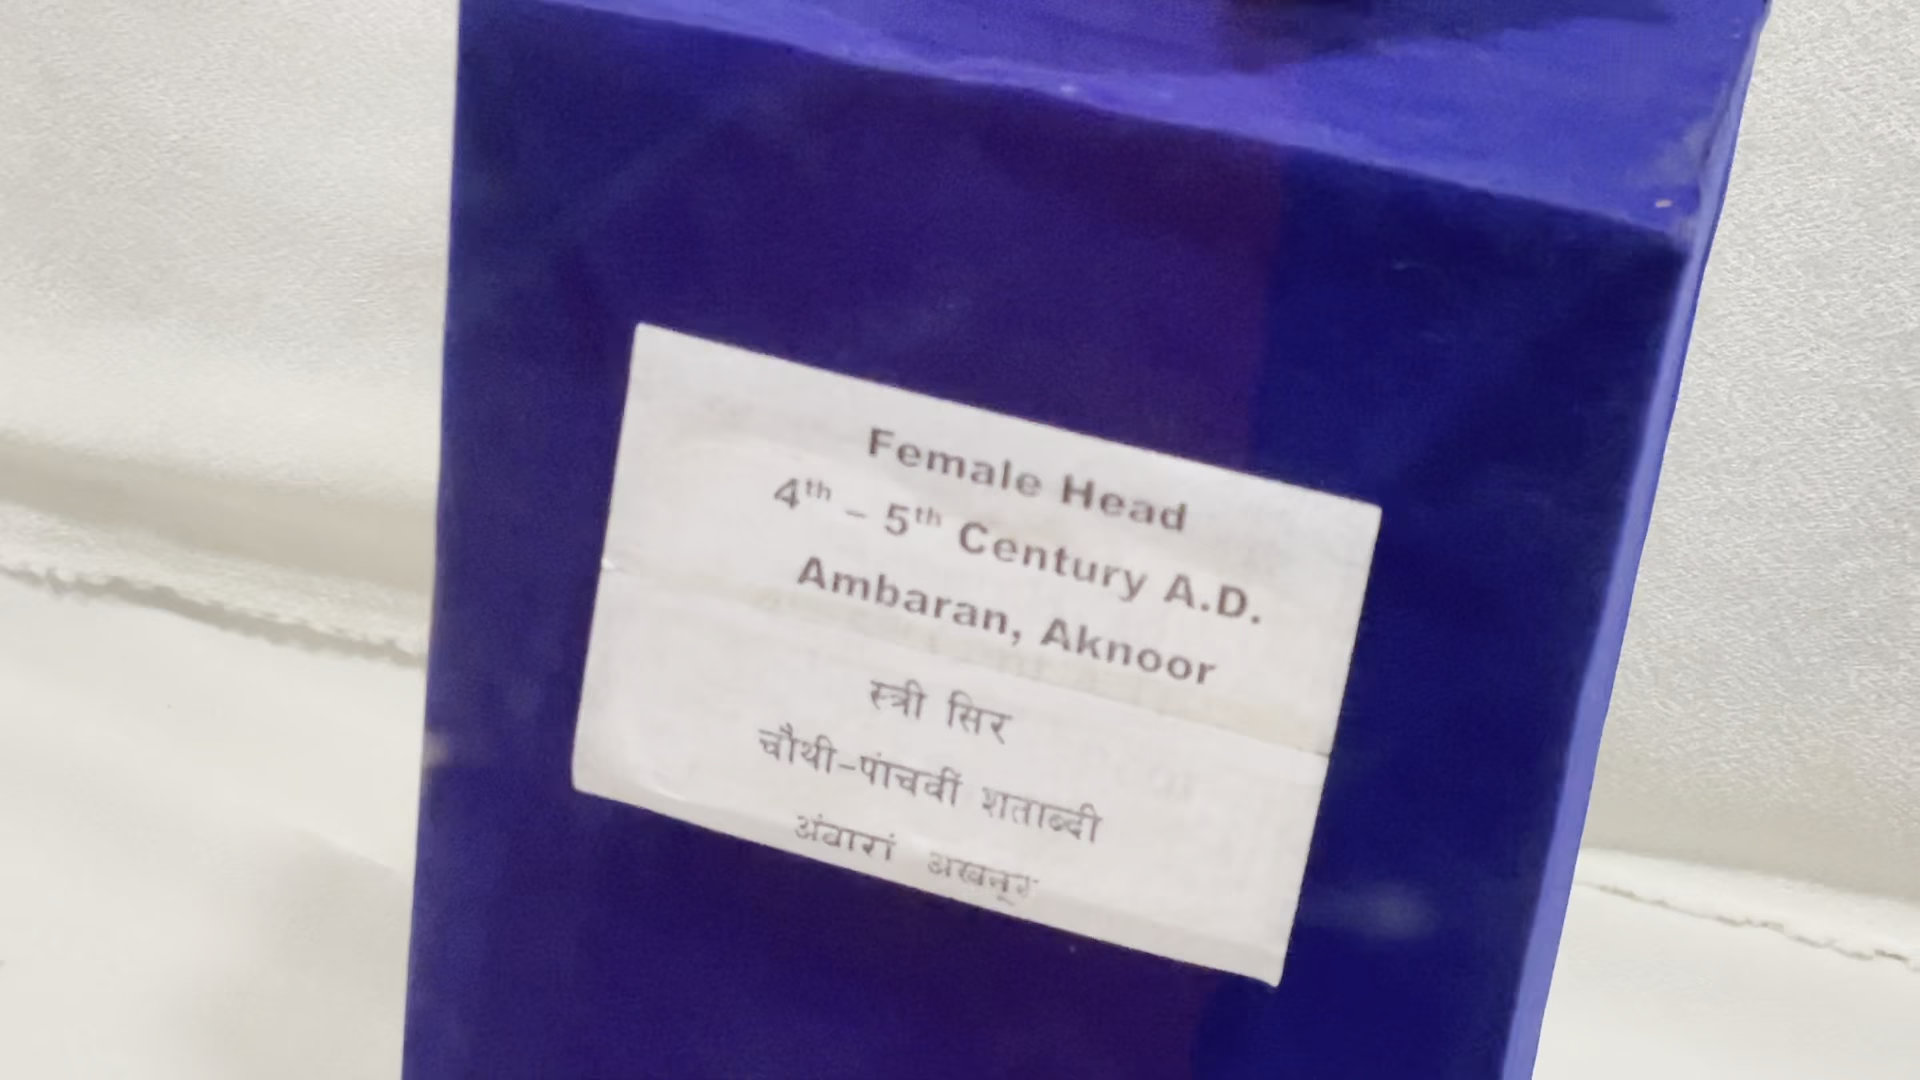 Female Head
4th – 5th Century A.D.
Ambaran, Aknoor
स्त्री सिर
चौथी-पांचवीं शताब्दी
अंबारां अखनूर